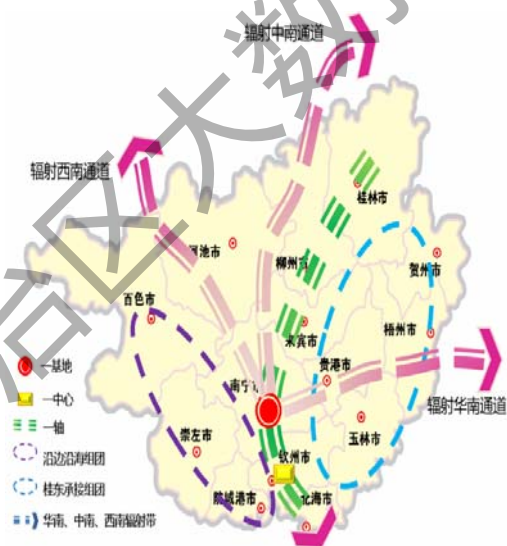 辐射中南通道
辐射西南通道
桂林市
河池市
柳州市
贺州市
百色市
来宾市
梧州市
贵港市
南宁
一基地
一中心
辐射华南通道
玉林市
崇左市
一轴
钦州市
沿边沿海组团
桂东承接组团
防城港市
北海市
华南、中南、西南辐射带
区大数